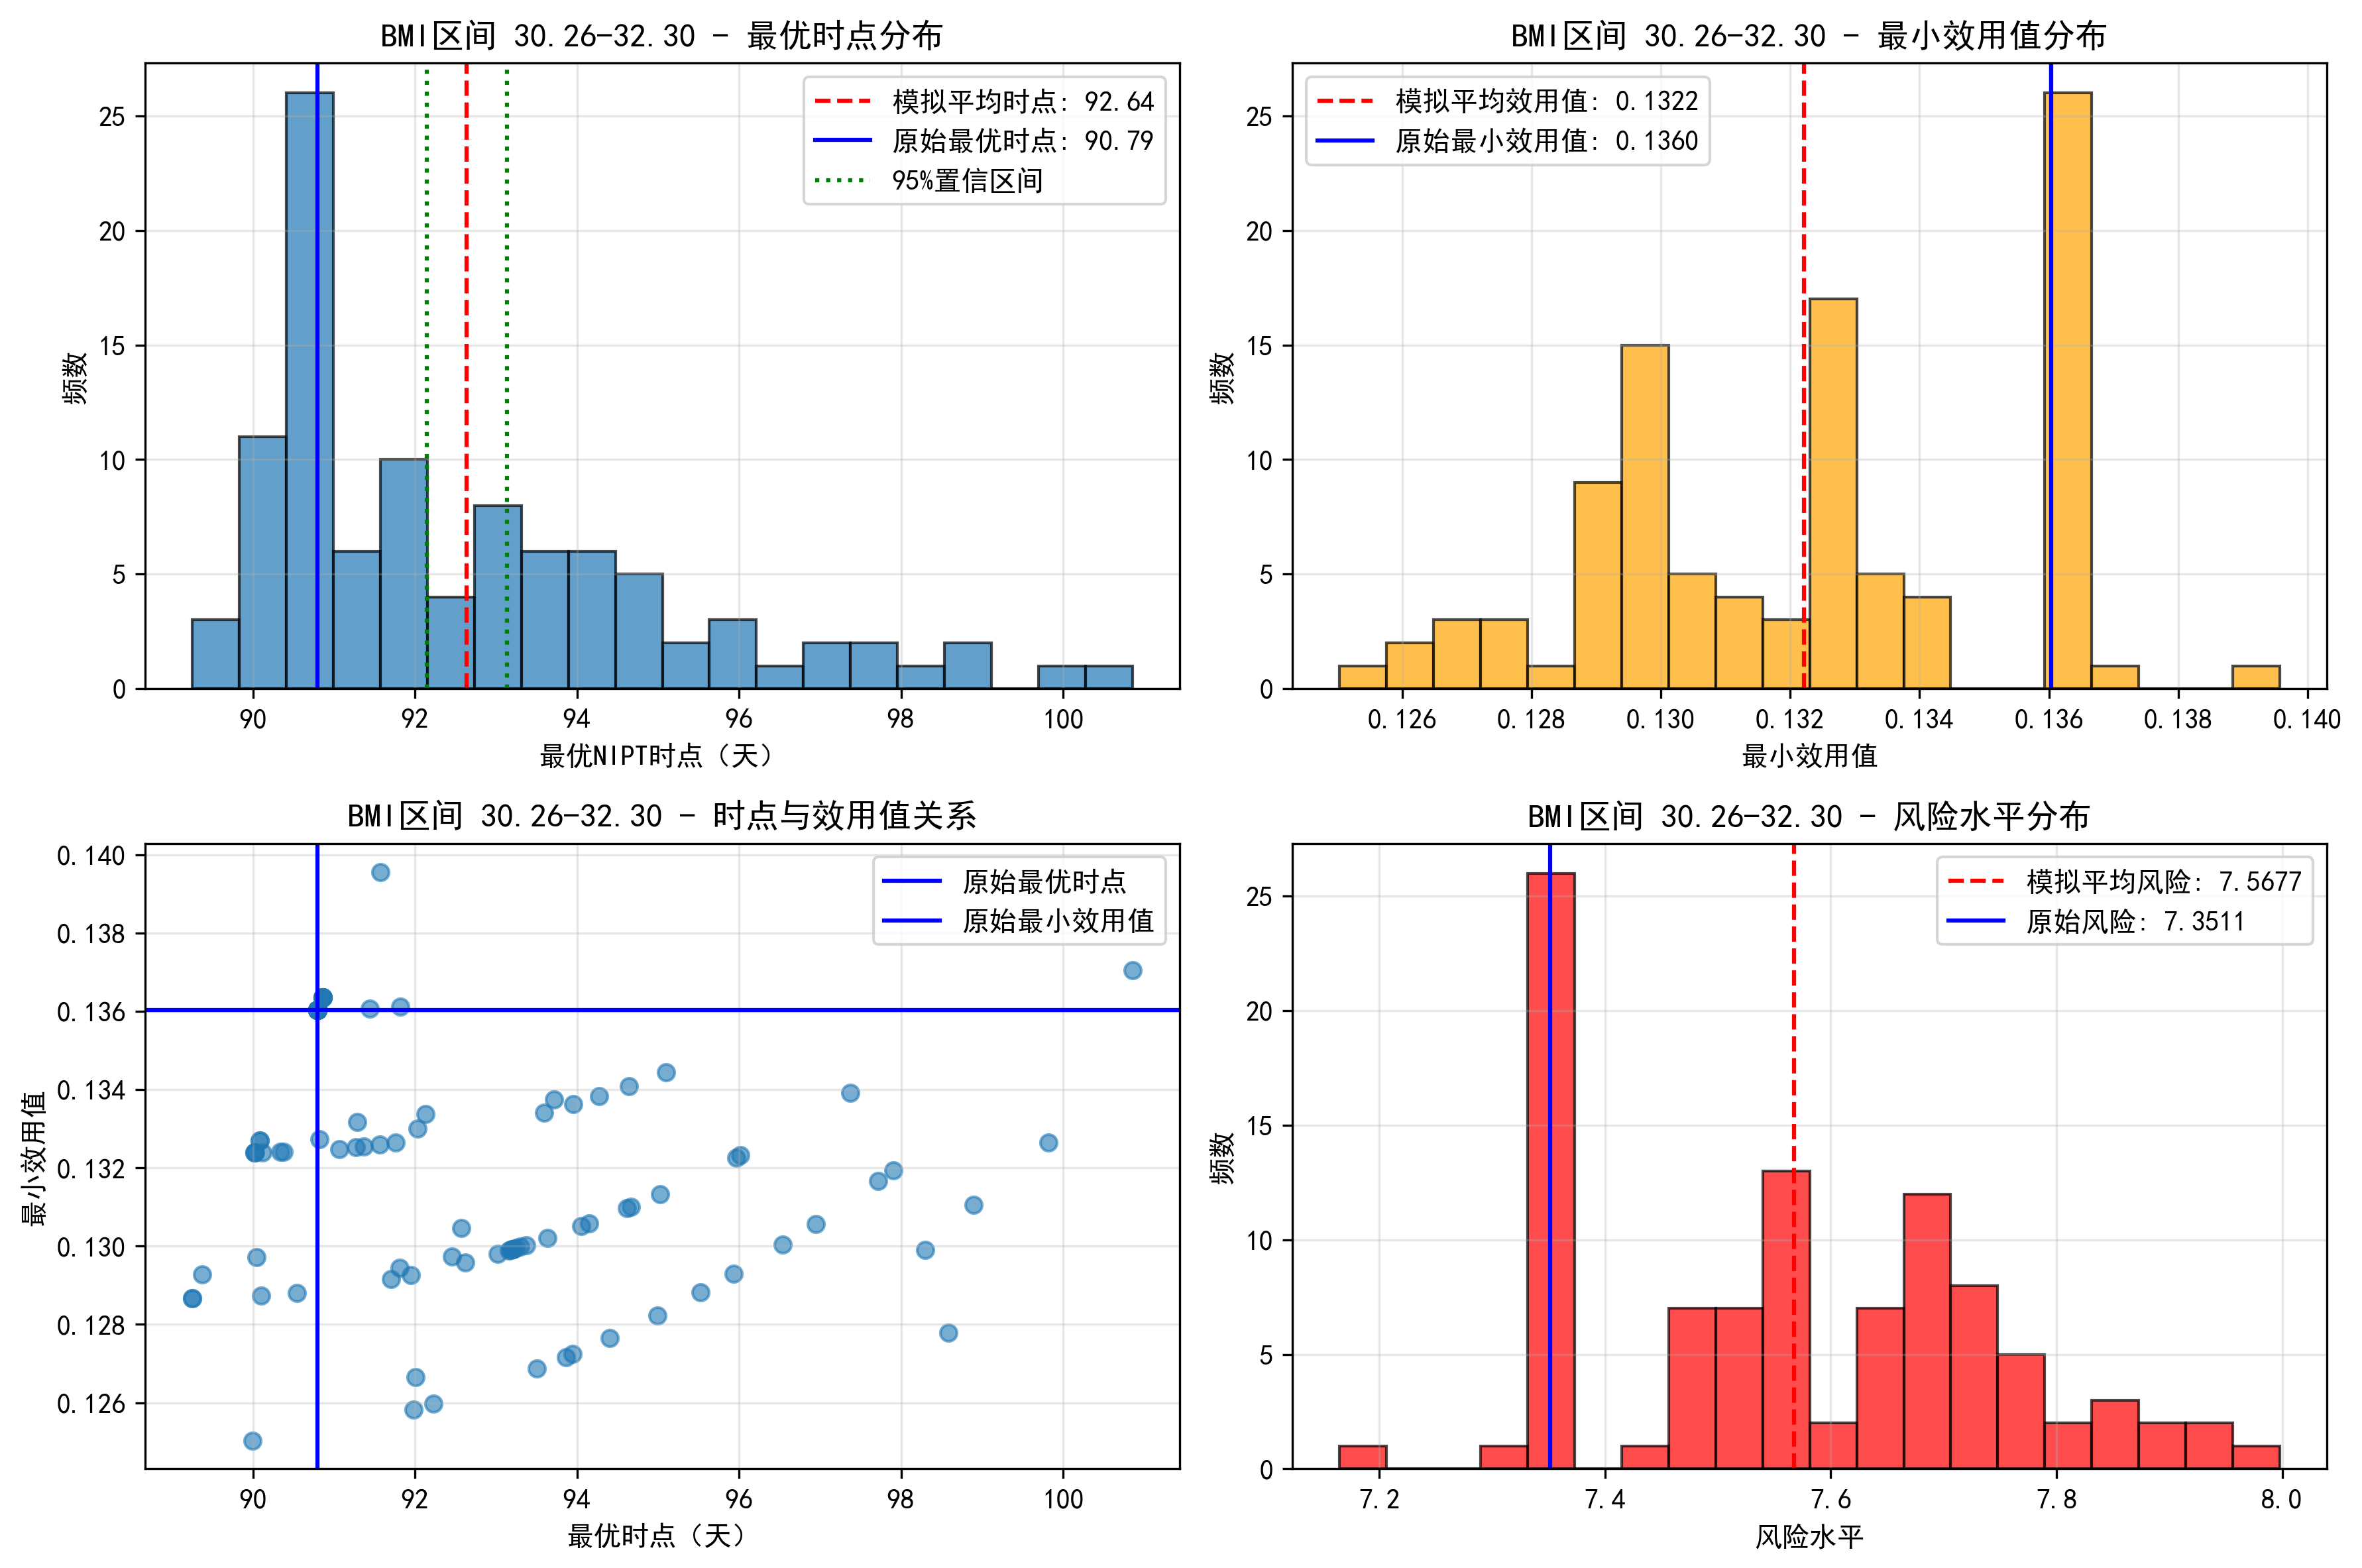 BMI区间 30.26-32.30 - 最优时点分布
模拟平均时点: 92.64
原始最优时点: 90.79
95%置信区间
频数
25
20
15
10
5
0
90 92 94 96 98 100
最优NIPT时点（天）
BMI区间 30.26-32.30 - 最小效用值分布
模拟平均效用值: 0.1322
原始最小效用值: 0.1360
频数
25
20
15
10
5
0
0.126 0.128 0.130 0.132 0.134 0.136 0.138 0.140
最小效用值
BMI区间 30.26-32.30 - 时点与效用值关系
原始最优时点
原始最小效用值
最小效用值
0.140
0.138
0.136
0.134
0.132
0.130
0.128
0.126
90 92 94 96 98 100
最优时点（天）
BMI区间 30.26-32.30 - 风险水平分布
模拟平均风险: 7.5677
原始风险: 7.3511
频数
25
20
15
10
5
0
7.2 7.4 7.6 7.8 8.0
风险水平